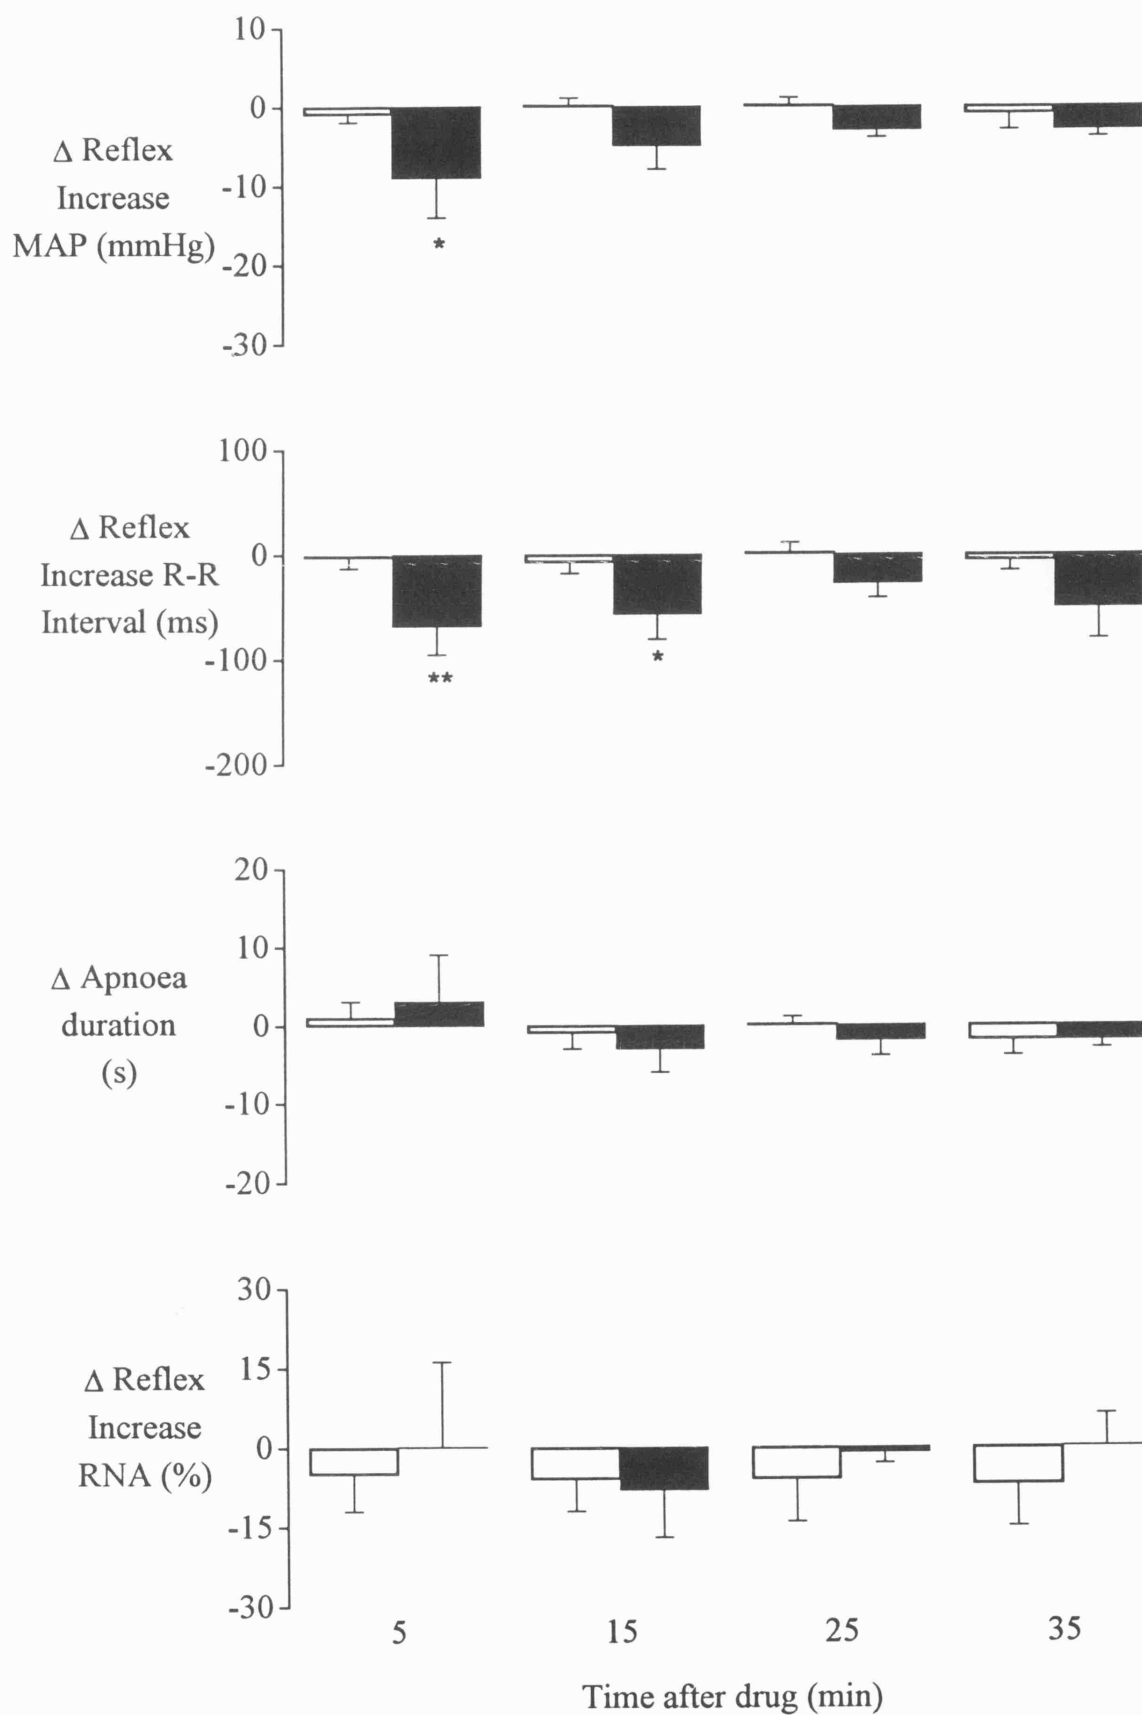 10
0
-10
-20
-30
Δ Reflex
Increase
MAP (mmHg)
*
100
0
-100
-200
Δ Reflex
Increase R-R
Interval (ms)
**
*
20
10
0
-10
-20
Δ Apnoea
duration
(s)
30
15
0
-15
-30
Δ Reflex
Increase
RNA (%)
5 15 25 35
Time after drug (min)